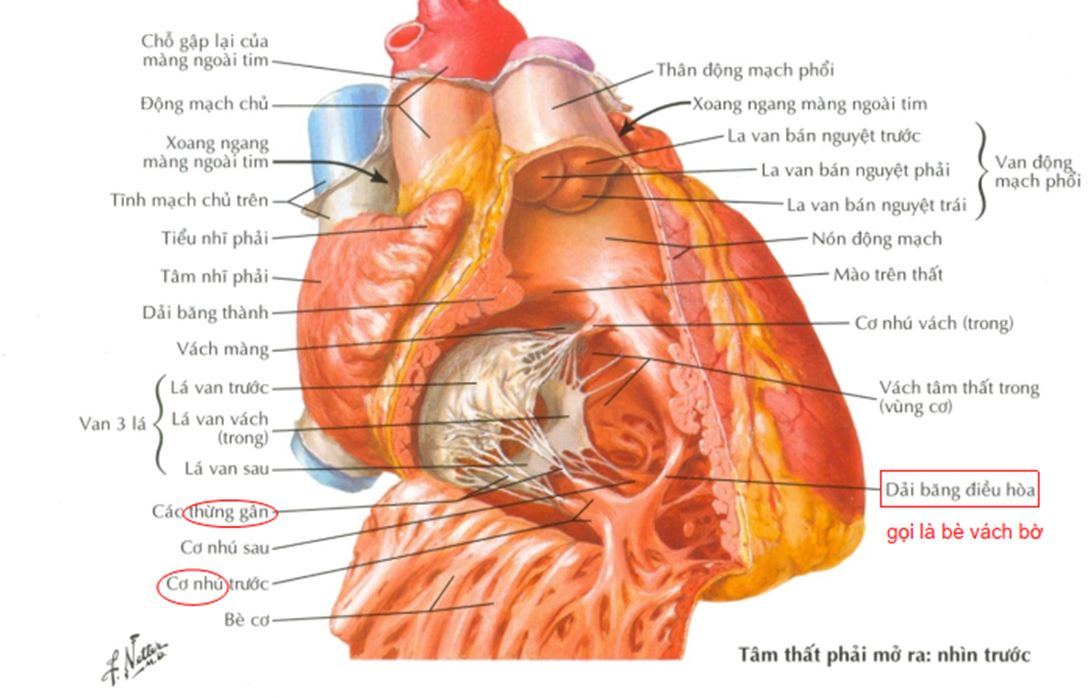 Chỗ gập lại của
màng ngoài tim
Động mạch chủ
Xoang ngang
màng ngoài tim
Tĩnh mạch chủ trên
Tiểu nhĩ phải
Tâm nhĩ phải
Dải băng thành
Vách màng
Van 3 lá
Lá van trước
Lá van vách
(trong)
Lá van sau
Các thừng gân
Cơ nhú sau
Cơ nhú trước
Bè cơ
Thân động mạch phổi
Xoang ngang màng ngoài tim
La van bán nguyệt trước
La van bán nguyệt phải
La van bán nguyệt trái
Van động
mạch phổi
Nón động mạch
Mào trên thất
Cơ nhú vách (trong)
Vách tâm thất trong
(vùng cơ)
Dải băng điều hòa
gọi là bè vách bờ
Tâm thất phải mở ra: nhìn trước
F. Netter
M.D.